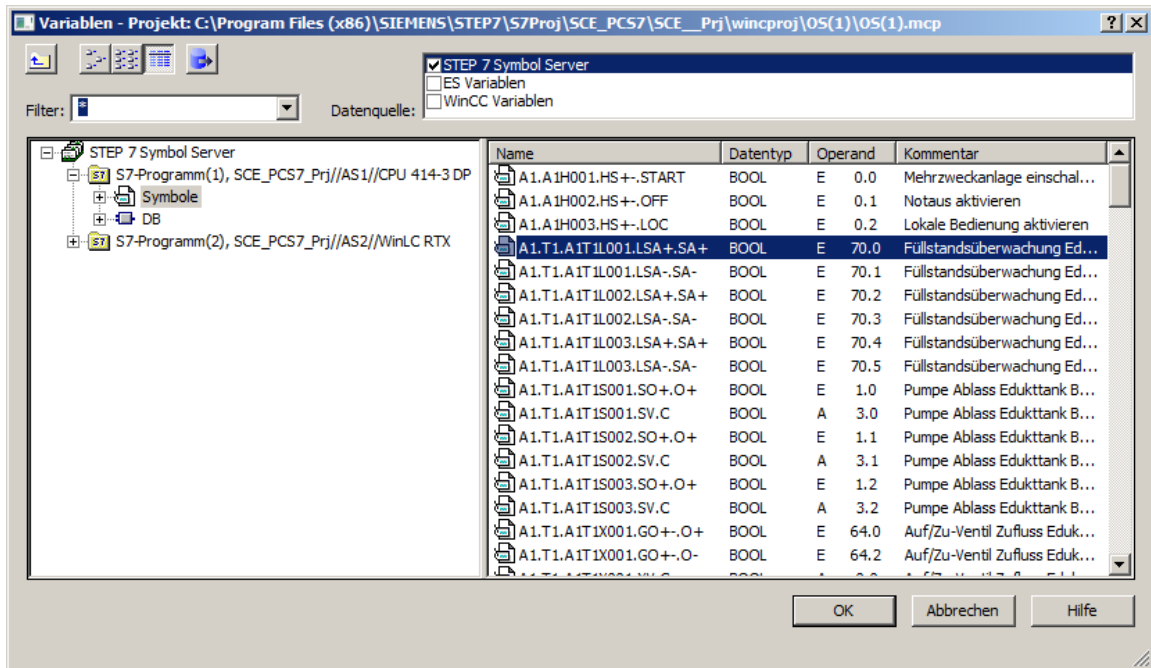 Variablen - Projekt: C:\Program Files (x86)\SIEMENS\STEP7\S7Proj\SCE_PCS7\SCE__Prj\wincproj\OS(1)\OS(1).mcp
STEP 7 Symbol Server
ES Variablen
WinCC Variablen
Filter: * Datenquelle:
STEP 7 Symbol Server
S7-Programm(1), SCE_PCS7_Prj//AS1//CPU 414-3 DP
Symbole
DB
S7-Programm(2), SCE_PCS7_Prj//AS2//WinLC RTX
Name Datentyp Operand Kommentar
A1.A1H001.HS+-.START BOOL E 0.0 Mehrzweckanlage einschal...
A1.A1H002.HS+-.OFF BOOL E 0.1 Notaus aktivieren
A1.A1H003.HS+-.LOC BOOL E 0.2 Lokale Bedienung aktivieren
A1.T1.A1T1L001.LSA+.SA+ BOOL E 70.0 Füllstandsüberwachung Ed...
A1.T1.A1T1L001.LSA-.SA- BOOL E 70.1 Füllstandsüberwachung Ed...
A1.T1.A1T1L002.LSA+.SA+ BOOL E 70.2 Füllstandsüberwachung Ed...
A1.T1.A1T1L002.LSA-.SA- BOOL E 70.3 Füllstandsüberwachung Ed...
A1.T1.A1T1L003.LSA+.SA+ BOOL E 70.4 Füllstandsüberwachung Ed...
A1.T1.A1T1L003.LSA-.SA- BOOL E 70.5 Füllstandsüberwachung Ed...
A1.T1.A1T1S001.SO+.O+ BOOL E 1.0 Pumpe Ablass Edukttank B...
A1.T1.A1T1S001.SV.C BOOL A 3.0 Pumpe Ablass Edukttank B...
A1.T1.A1T1S002.SO+.O+ BOOL E 1.1 Pumpe Ablass Edukttank B...
A1.T1.A1T1S002.SV.C BOOL A 3.1 Pumpe Ablass Edukttank B...
A1.T1.A1T1S003.SO+.O+ BOOL E 1.2 Pumpe Ablass Edukttank B...
A1.T1.A1T1S003.SV.C BOOL A 3.2 Pumpe Ablass Edukttank B...
A1.T1.A1T1X001.GO+-.O+ BOOL E 64.0 Auf/Zu-Ventil Zufluss Eduk...
A1.T1.A1T1X001.GO+-.O- BOOL E 64.2 Auf/Zu-Ventil Zufluss Eduk...
OK Abbrechen Hilfe